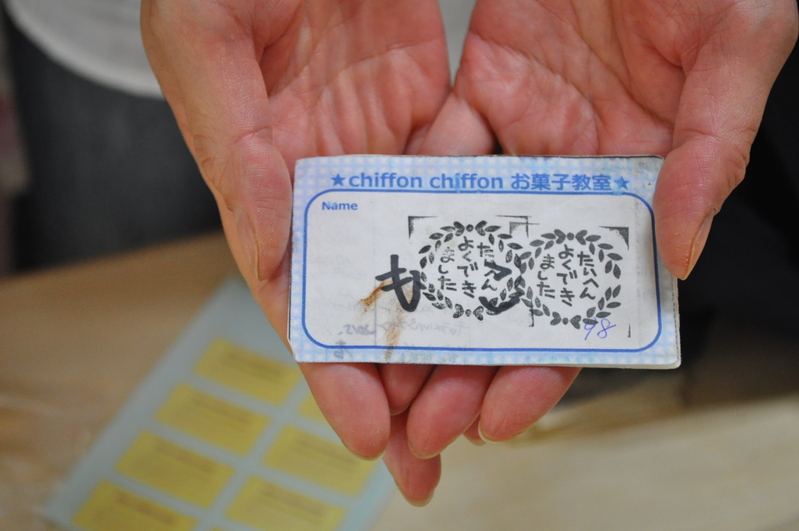 ★chiffon chiffon お菓子教室★
Name
も
たいへん
よくでき
ました
たいへん
よくでき
ました
98